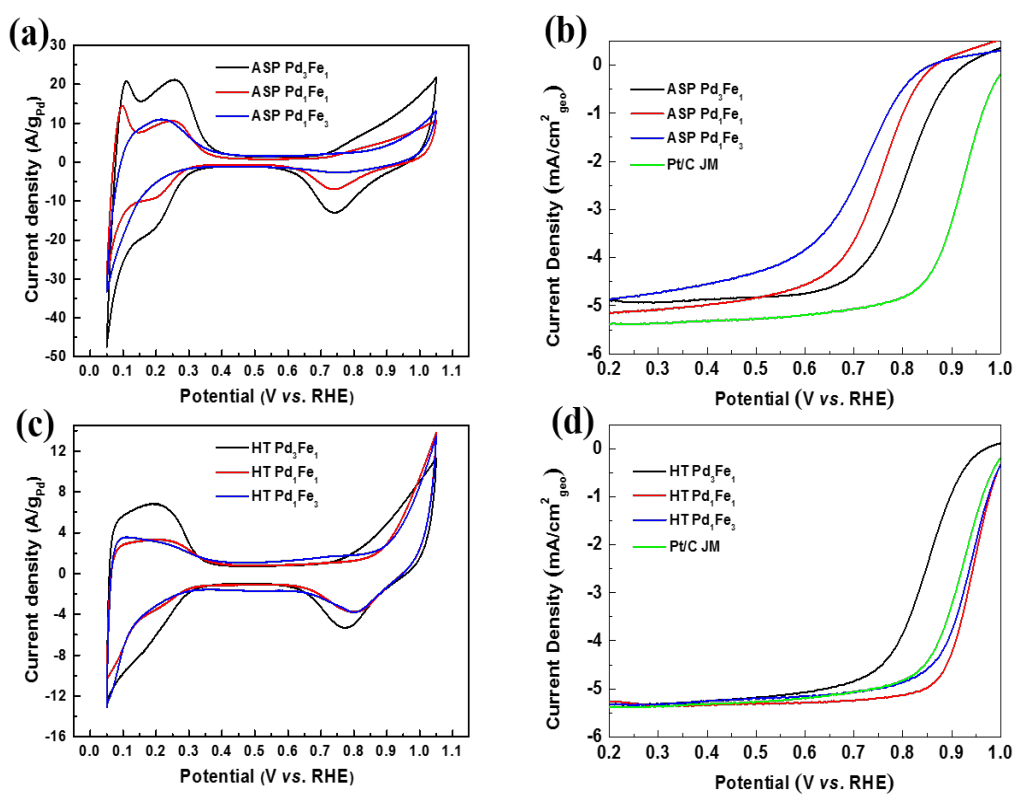 (a)
30
20
10
0
-10
-20
-30
-40
-50
Current density (A/g_Pd)
ASP Pd₃Fe₁
ASP Pd₁Fe₁
ASP Pd₁Fe₃
0.0 0.1 0.2 0.3 0.4 0.5 0.6 0.7 0.8 0.9 1.0 1.1
Potential (V vs. RHE)
(b)
0
-1
-2
-3
-4
-5
-6
Current Density (mA/cm²geo)
ASP Pd₃Fe₁
ASP Pd₁Fe₁
ASP Pd₁Fe₃
Pt/C JM
0.2 0.3 0.4 0.5 0.6 0.7 0.8 0.9 1.0
Potential (V vs. RHE)
(c)
12
8
4
0
-4
-8
-12
-16
Current density (A/g_Pd)
HT Pd₃Fe₁
HT Pd₁Fe₁
HT Pd₁Fe₃
0.0 0.1 0.2 0.3 0.4 0.5 0.6 0.7 0.8 0.9 1.0 1.1
Potential (V vs. RHE)
(d)
0
-1
-2
-3
-4
-5
-6
Current Density (mA/cm²geo)
HT Pd₃Fe₁
HT Pd₁Fe₁
HT Pd₁Fe₃
Pt/C JM
0.2 0.3 0.4 0.5 0.6 0.7 0.8 0.9 1.0
Potential (V vs. RHE)